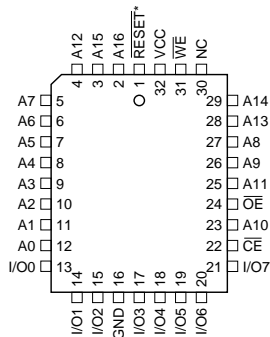 A12
A15
A16
RESET*
VCC
WE
NC
4
3
2
1
32
31
30
A7 5
A6 6
A5 7
A4 8
A3 9
A2 10
A1 11
A0 12
I/O0 13
29 A14
28 A13
27 A8
26 A9
25 A11
24 OE
23 A10
22 CE
21 I/O7
14
15
16
17
18
19
20
I/O1
I/O2
GND
I/O3
I/O4
I/O5
I/O6